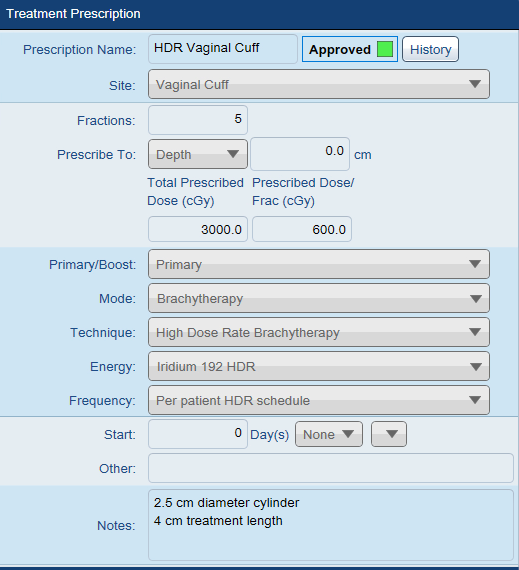 Treatment Prescription
Prescription Name: HDR Vaginal Cuff Approved History
Site: Vaginal Cuff
Fractions: 5
Prescribe To: Depth 0.0 cm
Total Prescribed Prescribed Dose/
Dose (cGy) Frac (cGy)
3000.0 600.0
Primary/Boost: Primary
Mode: Brachytherapy
Technique: High Dose Rate Brachytherapy
Energy: Iridium 192 HDR
Frequency: Per patient HDR schedule
Start: 0 Day(s) None
Other:
2.5 cm diameter cylinder
4 cm treatment length
Notes: